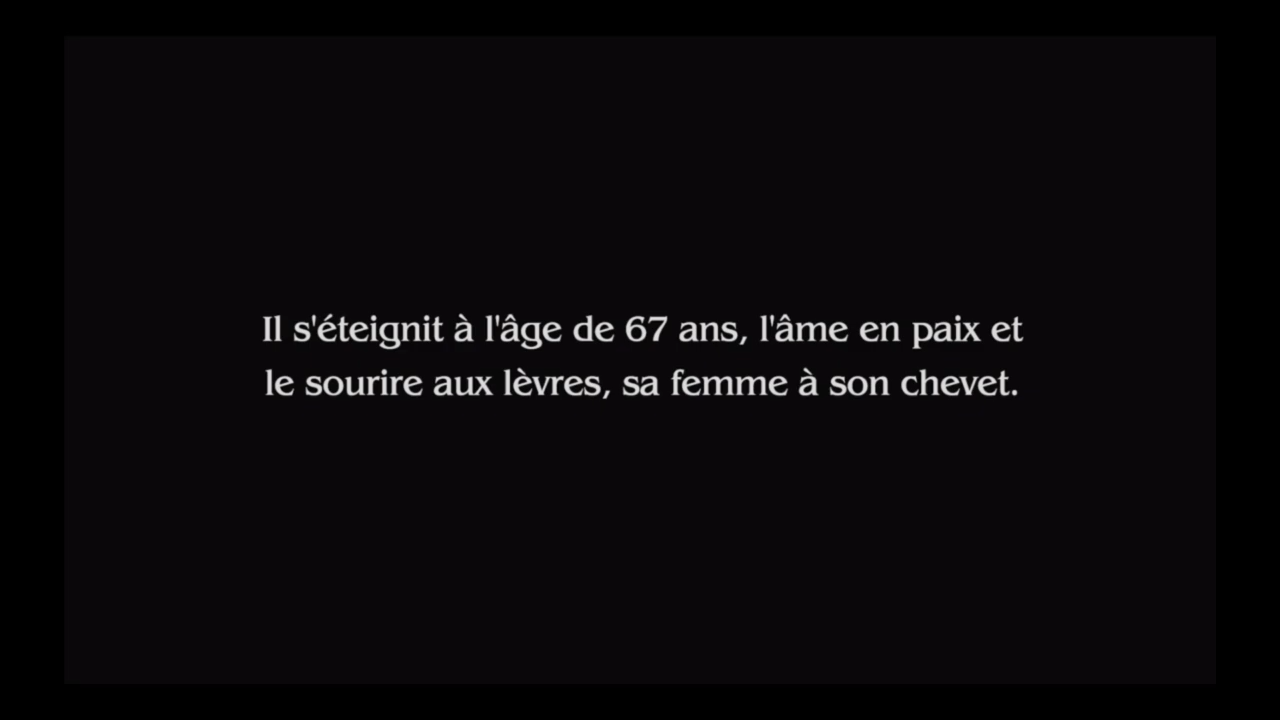 Il s'éteignit à l'âge de 67 ans, l'âme en paix et
le sourire aux lèvres, sa femme à son chevet.